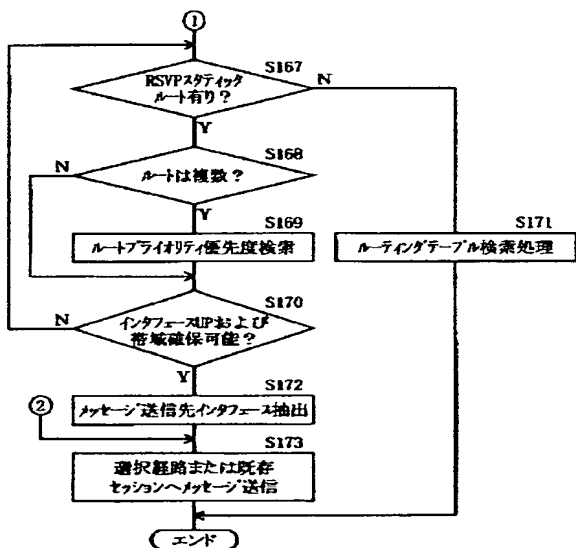 ①
S167
RSVPスタティック
ルート有り?
N
Y
S168
N
ルートは複数?
Y
S169
S171
ルートプライオリティ優先度検索
ルーティングテーブル検索処理
S170
N
インタフェースUPおよび
帯域確保可能?
Y
S172
②
メッセージ送信先インタフェース抽出
S173
選択経路または既存
セッションへメッセージ送信
エンド